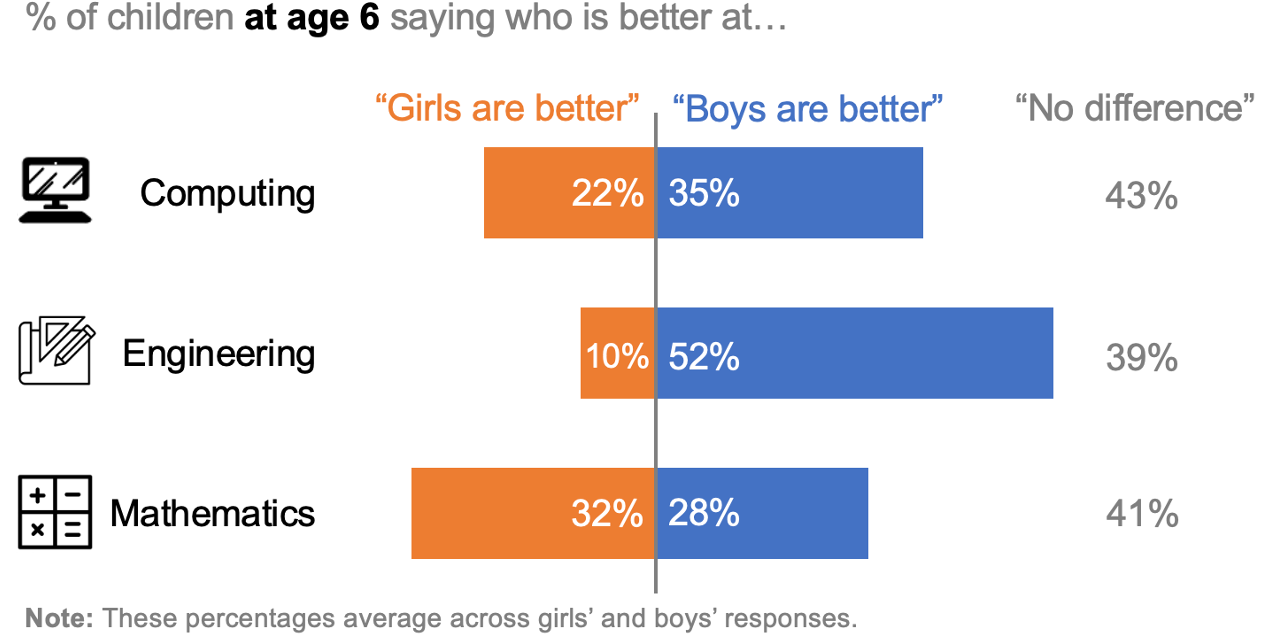 % of children at age 6 saying who is better at…
“Girls are better” “Boys are better” “No difference”
Computing 22% 35% 43%
Engineering 10% 52% 39%
Mathematics 32% 28% 41%
Note: These percentages average across girls’ and boys’ responses.